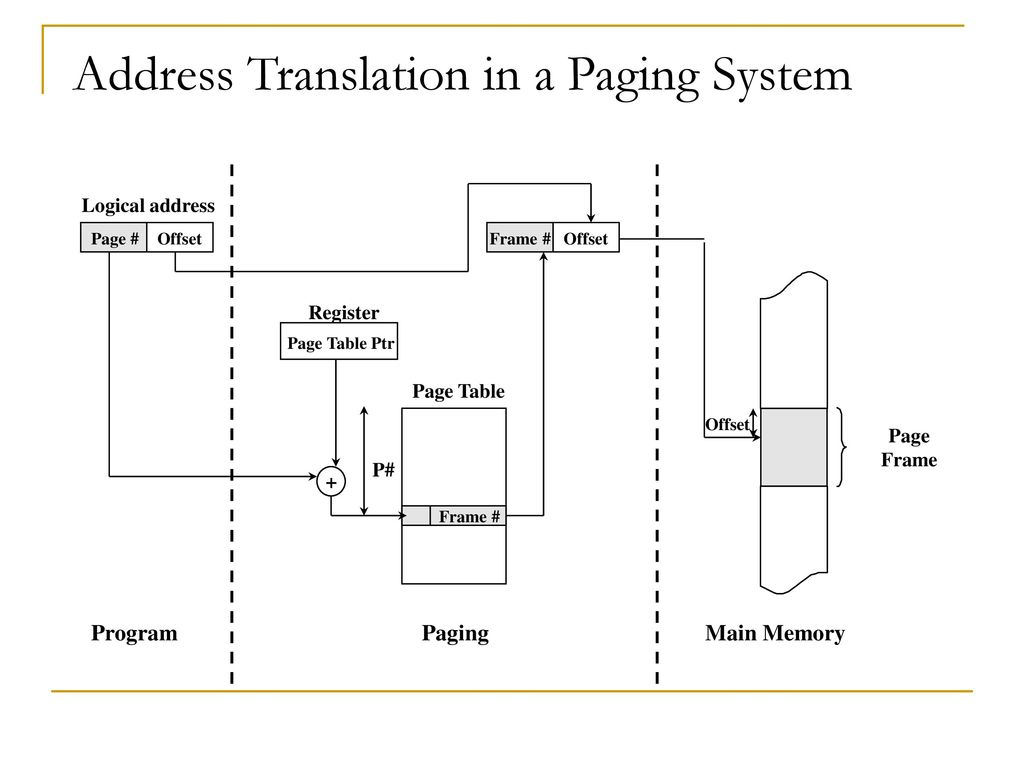 Address Translation in a Paging System
Logical address
Page # Offset
Frame # Offset
Register
Page Table Ptr
Page Table
Offset
Page
Frame
P#
+
Frame #
Program
Paging
Main Memory